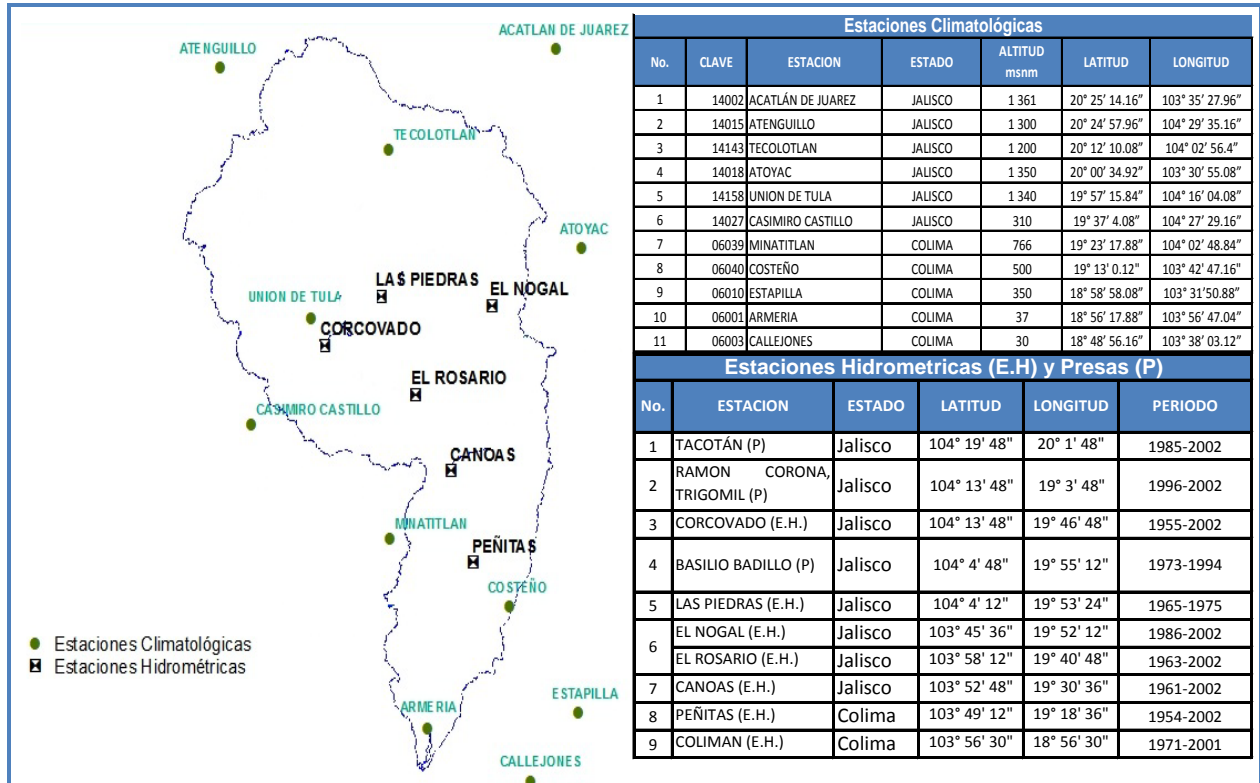 ACATLAN DE JUAREZ
ATENGUILLO
TECOLOTLAN
ATOYAC
LAS PIEDRAS
EL NOGAL
UNION DE TULA
CORCOVADO
EL ROSARIO
CASIMIRO CASTILLO
CANOAS
MINATITLAN
PEÑITAS
COSTEÑO
Estaciones Climatológicas
Estaciones Hidrométricas
ESTAPILLA
ARMERIA
CALLEJONES
Estaciones Climatológicas
No. CLAVE ESTACION ESTADO ALTITUD msnm LATITUD LONGITUD
1 14002 ACATLÁN DE JUAREZ JALISCO 1 361 20° 25’ 14.16” 103° 35’ 27.96”
2 14015 ATENGUILLO JALISCO 1 300 20° 24’ 57.96” 104° 29’ 35.16”
3 14143 TECOLOTLAN JALISCO 1 200 20° 12’ 10.08” 104° 02’ 56.4”
4 14018 ATOYAC JALISCO 1 350 20° 00’ 34.92” 103° 30’ 55.08”
5 14158 UNION DE TULA JALISCO 1 340 19° 57’ 15.84” 104° 16’ 04.08”
6 14027 CASIMIRO CASTILLO JALISCO 310 19° 37’ 4.08” 104° 27’ 29.16”
7 06039 MINATITLAN COLIMA 766 19° 23’ 17.88” 104° 02’ 48.84”
8 06040 COSTEÑO COLIMA 500 19° 13’ 0.12" 103° 42’ 47.16”
9 06010 ESTAPILLA COLIMA 350 18° 58’ 58.08” 103° 31’50.88”
10 06001 ARMERIA COLIMA 37 18° 56’ 17.88” 103° 56’ 47.04”
11 06003 CALLEJONES COLIMA 30 18° 48’ 56.16” 103° 38’ 03.12”
Estaciones Hidrometricas (E.H) y Presas (P)
No. ESTACION ESTADO LATITUD LONGITUD PERIODO
1 TACOTÁN (P) Jalisco 104° 19' 48" 20° 1' 48" 1985-2002
2 RAMON CORONA, TRIGOMIL (P) Jalisco 104° 13' 48" 19° 3' 48" 1996-2002
3 CORCOVADO (E.H.) Jalisco 104° 13' 48" 19° 46' 48" 1955-2002
4 BASILIO BADILLO (P) Jalisco 104° 4' 48" 19° 55' 12" 1973-1994
5 LAS PIEDRAS (E.H.) Jalisco 104° 4' 12" 19° 53' 24" 1965-1975
6 EL NOGAL (E.H.) Jalisco 103° 45' 36" 19° 52' 12" 1986-2002
EL ROSARIO (E.H.) Jalisco 103° 58' 12" 19° 40' 48" 1963-2002
7 CANOAS (E.H.) Jalisco 103° 52' 48" 19° 30' 36" 1961-2002
8 PEÑITAS (E.H.) Colima 103° 49' 12" 19° 18' 36" 1954-2002
9 COLIMAN (E.H.) Colima 103° 56' 30" 18° 56' 30" 1971-2001